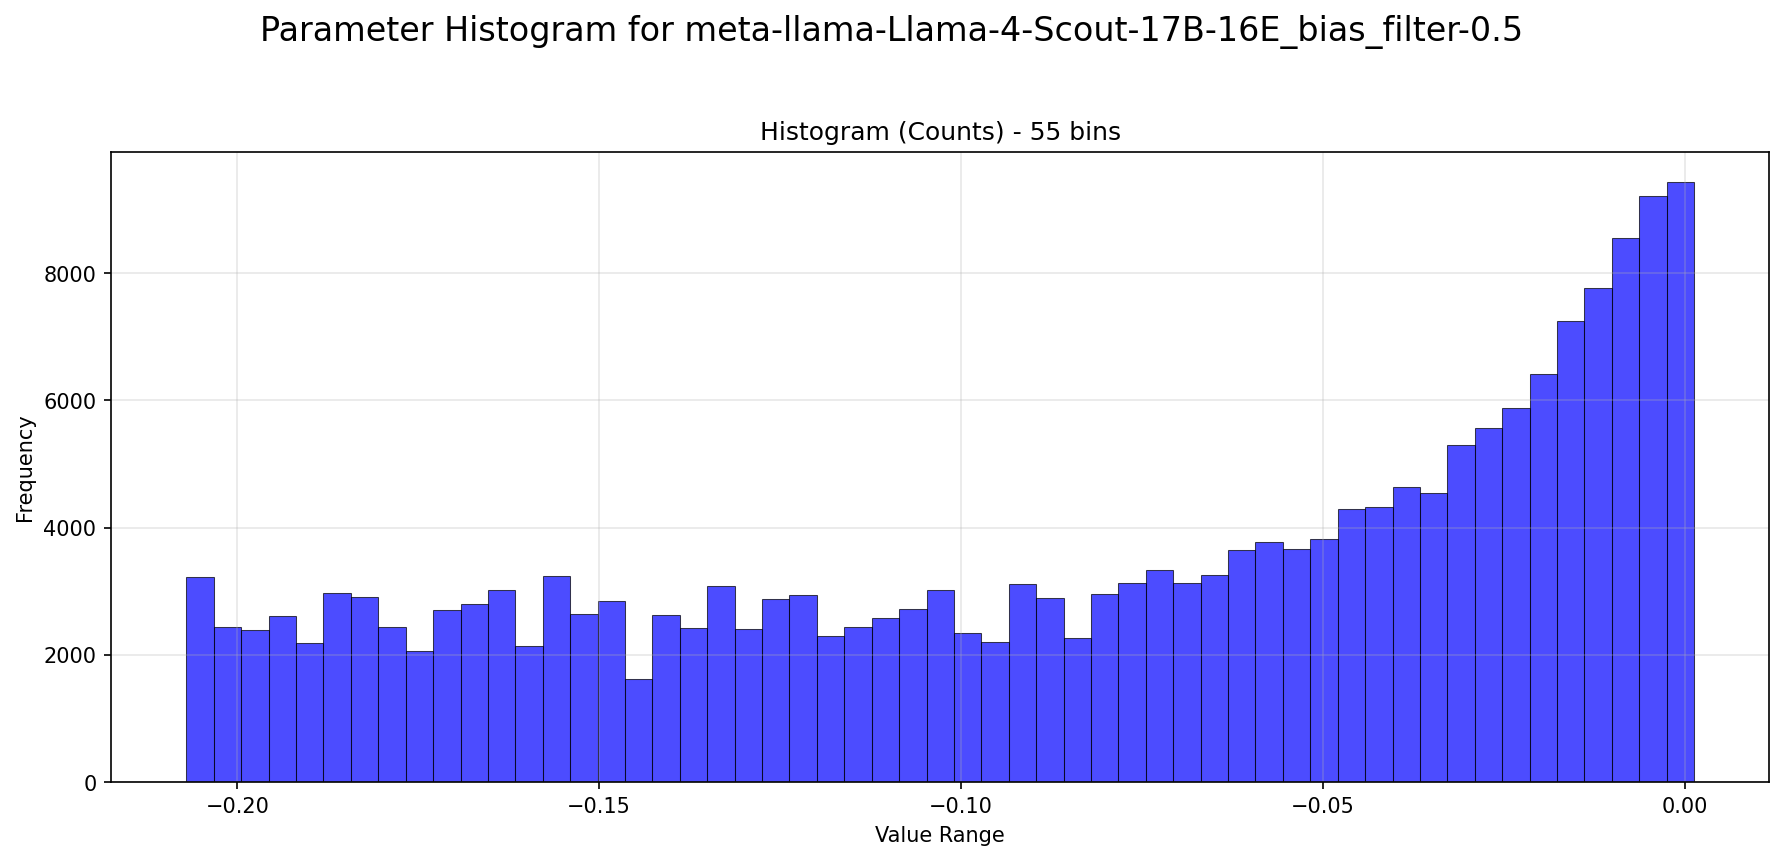 Parameter Histogram for meta-llama-Llama-4-Scout-17B-16E_bias_filter-0.5
Histogram (Counts) - 55 bins
Frequency
8000
6000
4000
2000
0
−0.20
−0.15
−0.10
−0.05
0.00
Value Range